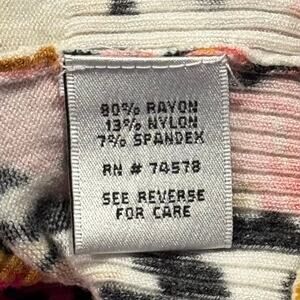 80% RAYON
13% NYLON
7% SPANDEX
RN # 74578
SEE REVERSE
FOR CARE